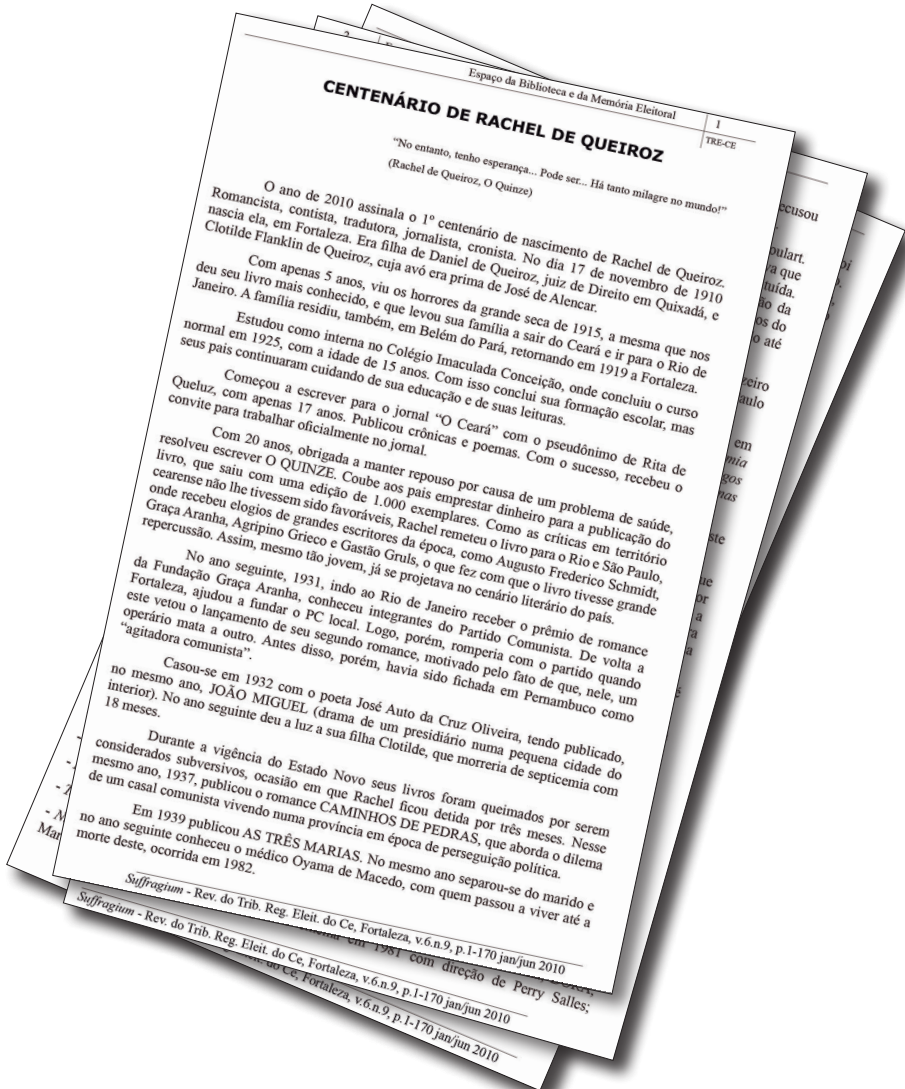 Espaço da Biblioteca e da Memória Eleitoral
1
TRE-CE
CENTENÁRIO DE RACHEL DE QUEIROZ
“No entanto, tenho esperança... Pode ser... Há tanto milagre no mundo!”
(Rachel de Queiroz, O Quinze)
O ano de 2010 assinala o 1º centenário de nascimento de Rachel de Queiroz.
Romancista, contista, tradutora, jornalista, cronista. No dia 17 de novembro de 1910
nascia ela, em Fortaleza. Era filha de Daniel de Queiroz, juiz de Direito em Quixadá, e
Clotilde Flanklin de Queiroz, cuja avó era prima de José de Alencar.
Com apenas 5 anos, viu os horrores da grande seca de 1915, a mesma que nos
deu seu livro mais conhecido, e que levou sua família a sair do Ceará e ir para o Rio de
Janeiro. A família residiu, também, em Belém do Pará, retornando em 1919 a Fortaleza.
Estudou como interna no Colégio Imaculada Conceição, onde concluiu o curso
normal em 1925, com a idade de 15 anos. Com isso conclui sua formação escolar, mas
seus pais continuaram cuidando de sua educação e de suas leituras.
Começou a escrever para o jornal “O Ceará” com o pseudônimo de Rita de
Queluz, com apenas 17 anos. Publicou crônicas e poemas. Com o sucesso, recebeu o
convite para trabalhar oficialmente no jornal.
Com 20 anos, obrigada a manter repouso por causa de um problema de saúde,
resolveu escrever O QUINZE. Coube aos pais emprestar dinheiro para a publicação do
livro, que saiu com uma edição de 1.000 exemplares. Como as críticas em território
cearense não lhe tivessem sido favoráveis, Rachel remeteu o livro para o Rio e São Paulo,
onde recebeu elogios de grandes escritores da época, como Augusto Frederico Schmidt,
Graça Aranha, Agripino Grieco e Gastão Gruls, o que fez com que o livro tivesse grande
repercussão. Assim, mesmo tão jovem, já se projetava no cenário literário do país.
No ano seguinte, 1931, indo ao Rio de Janeiro receber o prêmio de romance
da Fundação Graça Aranha, conheceu integrantes do Partido Comunista. De volta a
Fortaleza, ajudou a fundar o PC local. Logo, porém, romperia com o partido quando
este vetou o lançamento de seu segundo romance, motivado pelo fato de que, nele, um
operário mata a outro. Antes disso, porém, havia sido fichada em Pernambuco como
“agitadora comunista”.
Casou-se em 1932 com o poeta José Auto da Cruz Oliveira, tendo publicado,
no mesmo ano, JOÃO MIGUEL (drama de um presidiário numa pequena cidade do
interior). No ano seguinte deu a luz a sua filha Clotilde, que morreria de septicemia com
18 meses.
Durante a vigência do Estado Novo seus livros foram queimados por serem
considerados subversivos, ocasião em que Rachel ficou detida por três meses. Nesse
mesmo ano, 1937, publicou o romance CAMINHOS DE PEDRAS, que aborda o dilema
de um casal comunista vivendo numa província em época de perseguição política.
Em 1939 publicou AS TRÊS MARIAS. No mesmo ano separou-se do marido e
no ano seguinte conheceu o médico Oyama de Macedo, com quem passou a viver até a
morte deste, ocorrida em 1982.
Suffragium - Rev. do Trib. Reg. Eleit. do Ce, Fortaleza, v.6.n.9, p.1-170 jan/jun 2010
em 1981 com direção de Perry Salles;
Suffragium - Rev. do Trib. Reg. Eleit. do Ce, Fortaleza, v.6.n.9, p.1-170 jan/jun 2010
do Ce, Fortaleza, v.6.n.9, p.1-170 jan/jun 2010